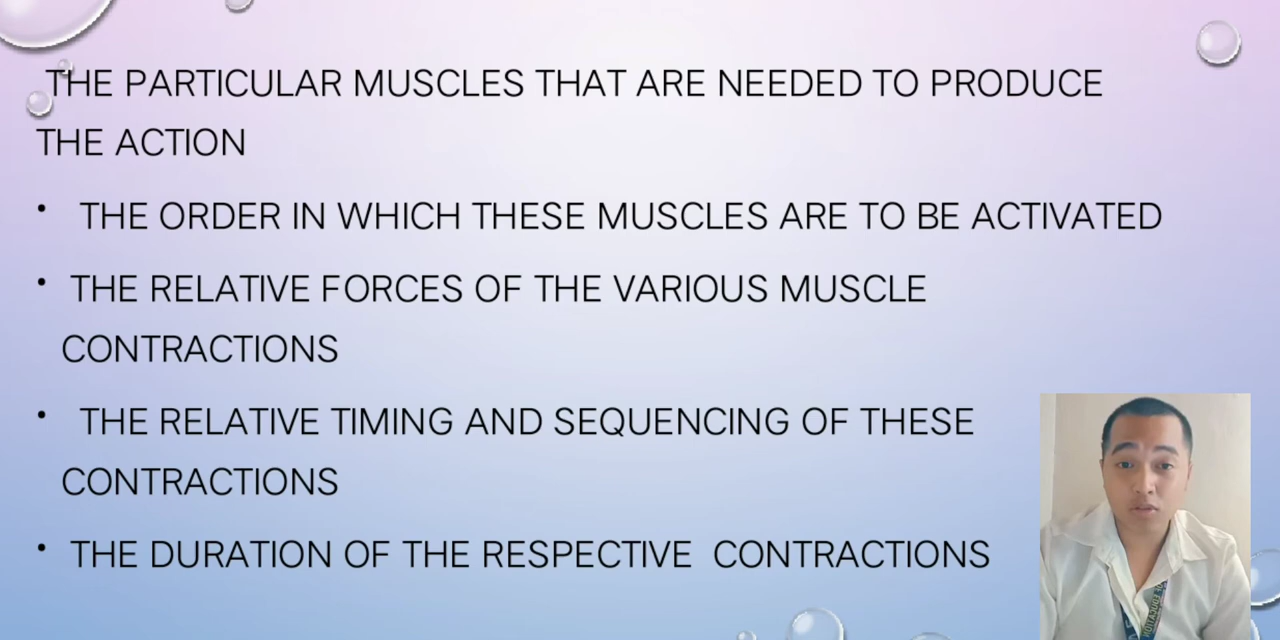 THE PARTICULAR MUSCLES THAT ARE NEEDED TO PRODUCE
THE ACTION
• THE ORDER IN WHICH THESE MUSCLES ARE TO BE ACTIVATED
• THE RELATIVE FORCES OF THE VARIOUS MUSCLE
CONTRACTIONS
• THE RELATIVE TIMING AND SEQUENCING OF THESE
CONTRACTIONS
• THE DURATION OF THE RESPECTIVE CONTRACTIONS